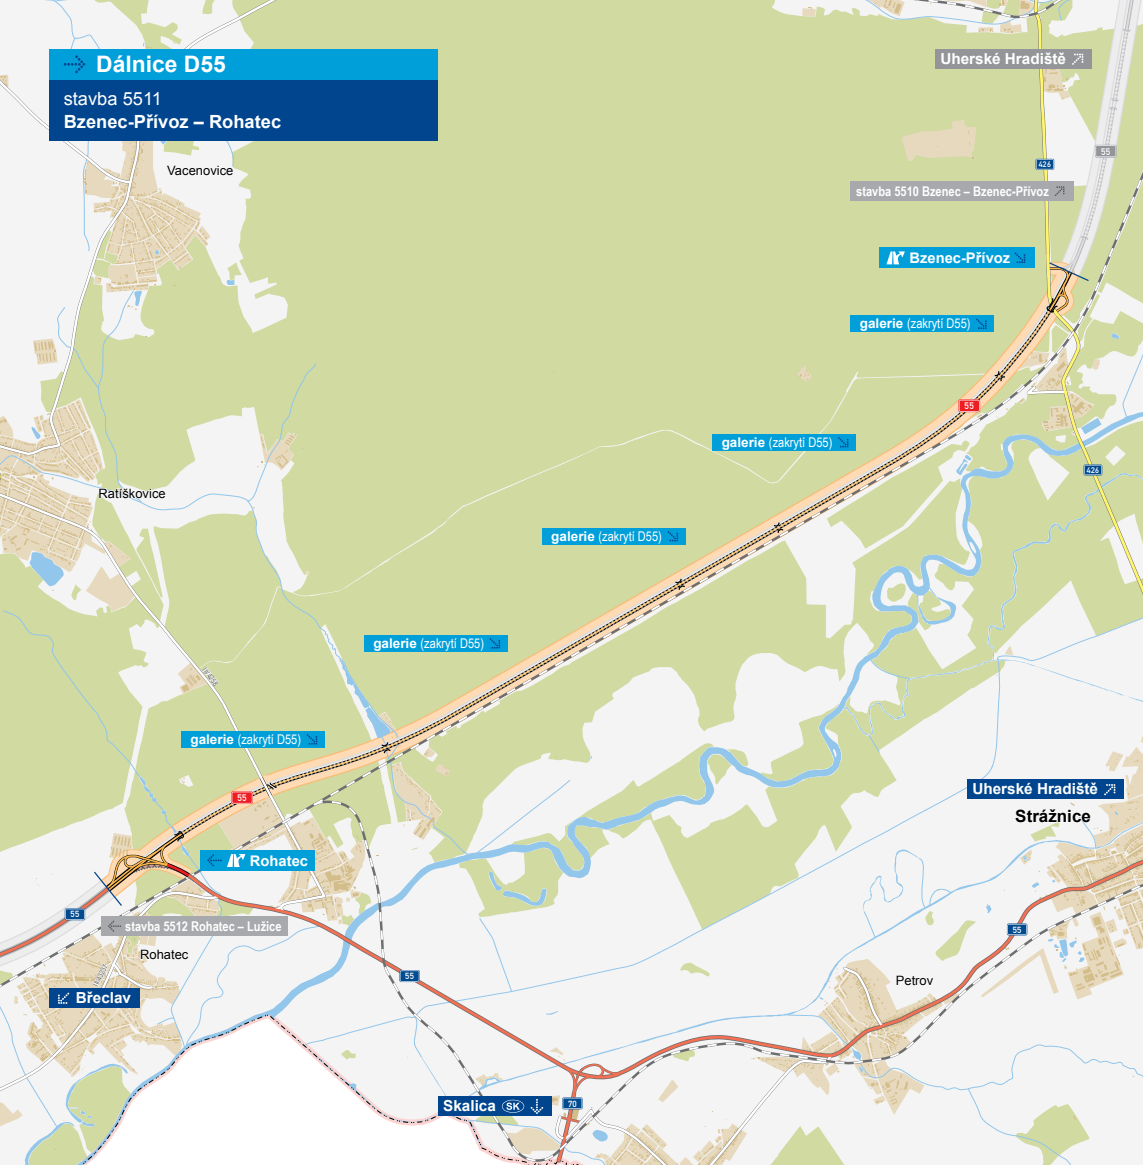 Dálnice D55
stavba 5511
Bzenec-Přívoz – Rohatec
Uherské Hradiště
55
426
Vacenovice
stavba 5510 Bzenec – Bzenec-Přívoz
Bzenec-Přívoz
galerie (zakrytí D55)
55
galerie (zakrytí D55)
426
Ratíškovice
galerie (zakrytí D55)
galerie (zakrytí D55)
galerie (zakrytí D55)
55
Uherské Hradiště
Strážnice
Rohatec
55
stavba 5512 Rohatec – Lužice
55
Rohatec
55
Petrov
Břeclav
Skalica SK
70